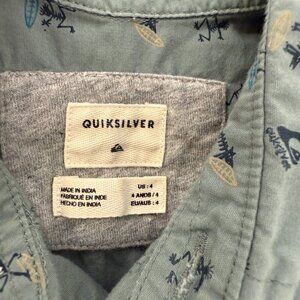 QUIKSILVER
MADE IN INDIA
FABRIQUÉ EN INDE
HECHO EN INDIA
US : 4
4 ANOS / 4
EU/AUS : 4